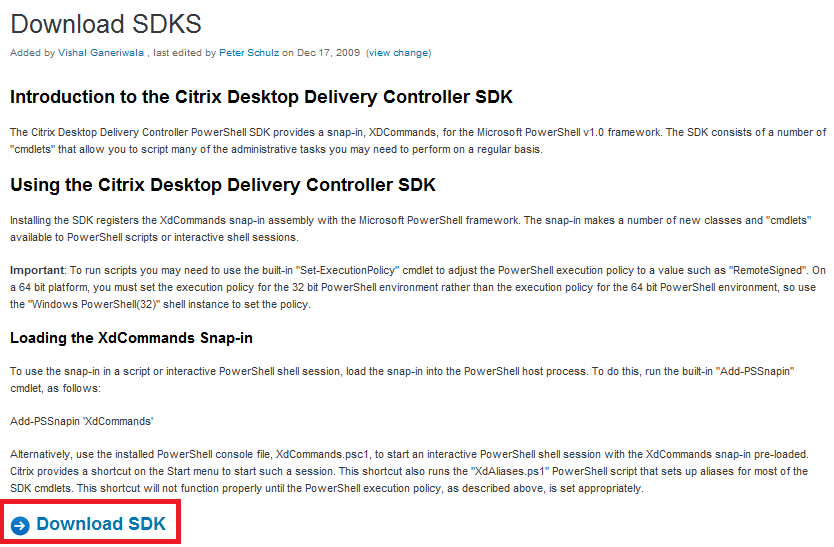 Download SDKS
Added by Vishal Ganeriwala , last edited by Peter Schulz on Dec 17, 2009 (view change)
Introduction to the Citrix Desktop Delivery Controller SDK
The Citrix Desktop Delivery Controller PowerShell SDK provides a snap-in, XDCommands, for the Microsoft PowerShell v1.0 framework. The SDK consists of a number of
"cmdlets" that allow you to script many of the administrative tasks you may need to perform on a regular basis.
Using the Citrix Desktop Delivery Controller SDK
Installing the SDK registers the XdCommands snap-in assembly with the Microsoft PowerShell framework. The snap-in makes a number of new classes and "cmdlets"
available to PowerShell scripts or interactive shell sessions.
Important: To run scripts you may need to use the built-in "Set-ExecutionPolicy" cmdlet to adjust the PowerShell execution policy to a value such as "RemoteSigned". On
a 64 bit platform, you must set the execution policy for the 32 bit PowerShell environment rather than the execution policy for the 64 bit PowerShell environment, so use
the "Windows PowerShell(32)" shell instance to set the policy.
Loading the XdCommands Snap-in
To use the snap-in in a script or interactive PowerShell shell session, load the snap-in into the PowerShell host process. To do this, run the built-in "Add-PSSnapin"
cmdlet, as follows:
Add-PSSnapin 'XdCommands'
Alternatively, use the installed PowerShell console file, XdCommands.psc1, to start an interactive PowerShell shell session with the XdCommands snap-in pre-loaded.
Citrix provides a shortcut on the Start menu to start such a session. This shortcut also runs the "XdAliases.ps1" PowerShell script that sets up aliases for most of the
SDK cmdlets. This shortcut will not function properly until the PowerShell execution policy, as described above, is set appropriately.
Download SDK